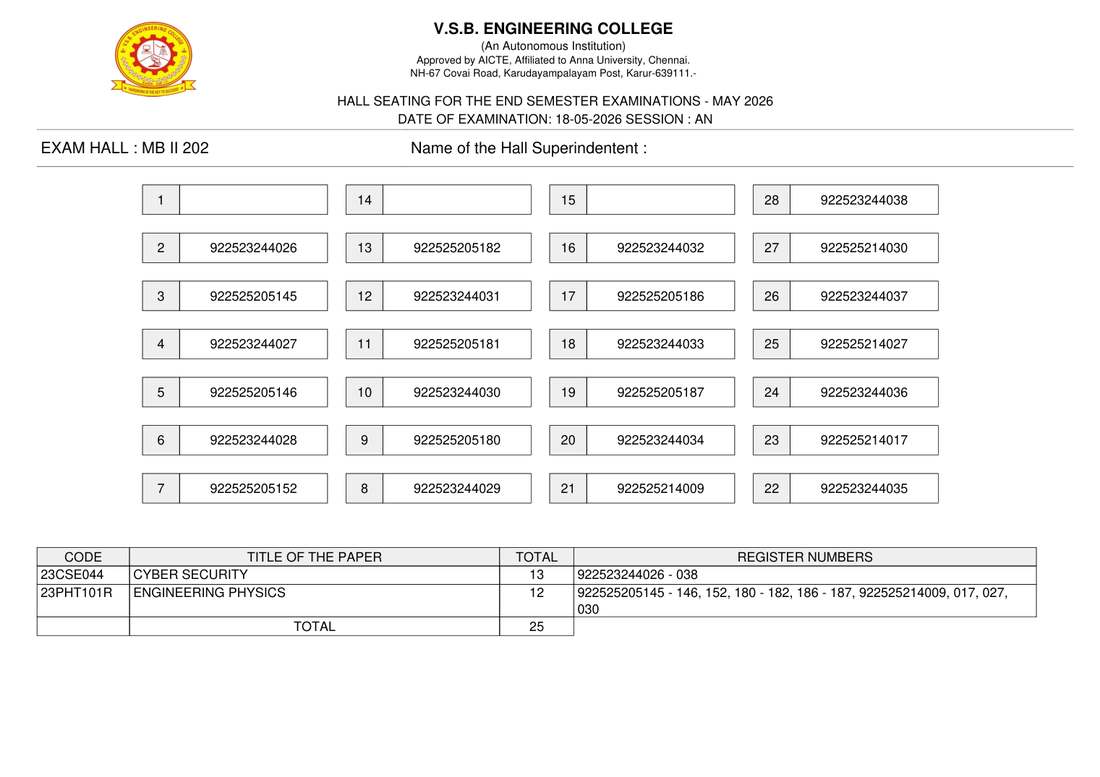 V.S.B. ENGINEERING COLLEGE
(An Autonomous Institution)
Approved by AICTE, Affiliated to Anna University, Chennai.
NH-67 Covai Road, Karudayampalayam Post, Karur-639111.-
HALL SEATING FOR THE END SEMESTER EXAMINATIONS - MAY 2026
DATE OF EXAMINATION: 18-05-2026 SESSION : AN
EXAM HALL : MB II 202 Name of the Hall Superindentent :
1 14 15 28 922523244038
2 922523244026 13 922525205182 16 922523244032 27 922525214030
3 922525205145 12 922523244031 17 922525205186 26 922523244037
4 922523244027 11 922525205181 18 922523244033 25 922525214027
5 922525205146 10 922523244030 19 922525205187 24 922523244036
6 922523244028 9 922525205180 20 922523244034 23 922525214017
7 922525205152 8 922523244029 21 922525214009 22 922523244035
CODE TITLE OF THE PAPER TOTAL REGISTER NUMBERS
23CSE044 CYBER SECURITY 13 922523244026 - 038
23PHT101R ENGINEERING PHYSICS 12 922525205145 - 146, 152, 180 - 182, 186 - 187, 922525214009, 017, 027,
030
TOTAL 25